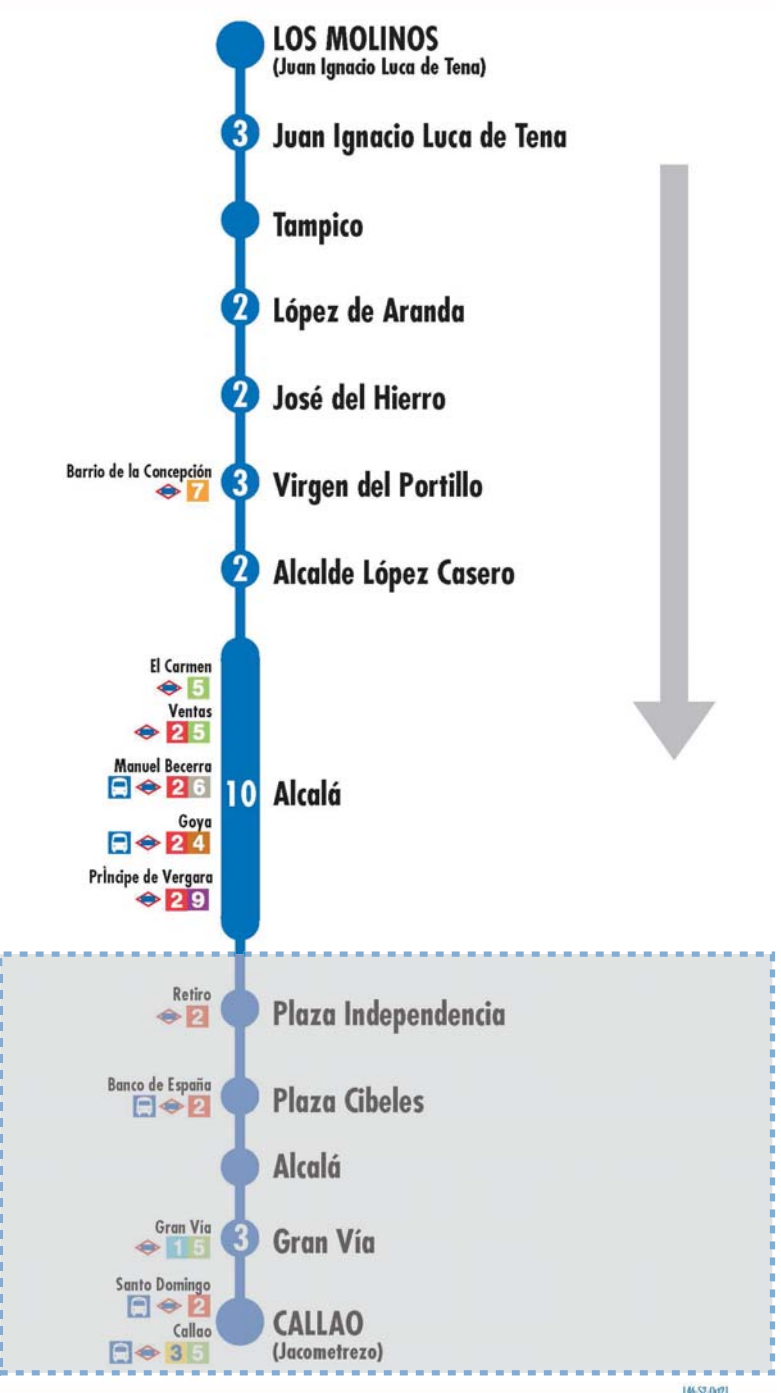 LOS MOLINOS
(Juan Ignacio Luca de Tena)
3 Juan Ignacio Luca de Tena
Tampico
2 López de Aranda
2 José del Hierro
Barrio de la Concepción
7
3 Virgen del Portillo
2 Alcalde López Casero
El Carmen
5
Ventas
2 5
Manuel Becerra
2 6
10 Alcalá
Goya
2 4
Prìncipe de Vergara
2 9
Retiro
2
Plaza Independencia
Banco de España
2
Plaza Cibeles
Alcalá
Gran Vía
1 5
3 Gran Vía
Santo Domingo
2
Callao
3 5
CALLAO
(Jacometrezo)